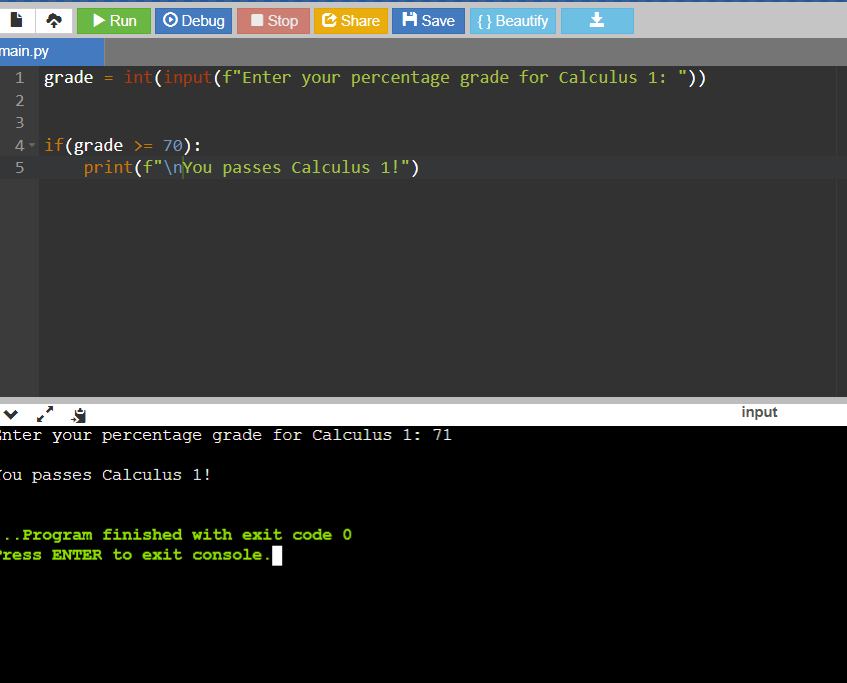 Run Debug Stop Share Save { } Beautify
main.py
1 grade = int(input(f"Enter your percentage grade for Calculus 1: "))
2
3
4 if(grade >= 70):
5 print(f"\nYou passes Calculus 1!")
input
Enter your percentage grade for Calculus 1: 71
You passes Calculus 1!
...Program finished with exit code 0
Press ENTER to exit console.